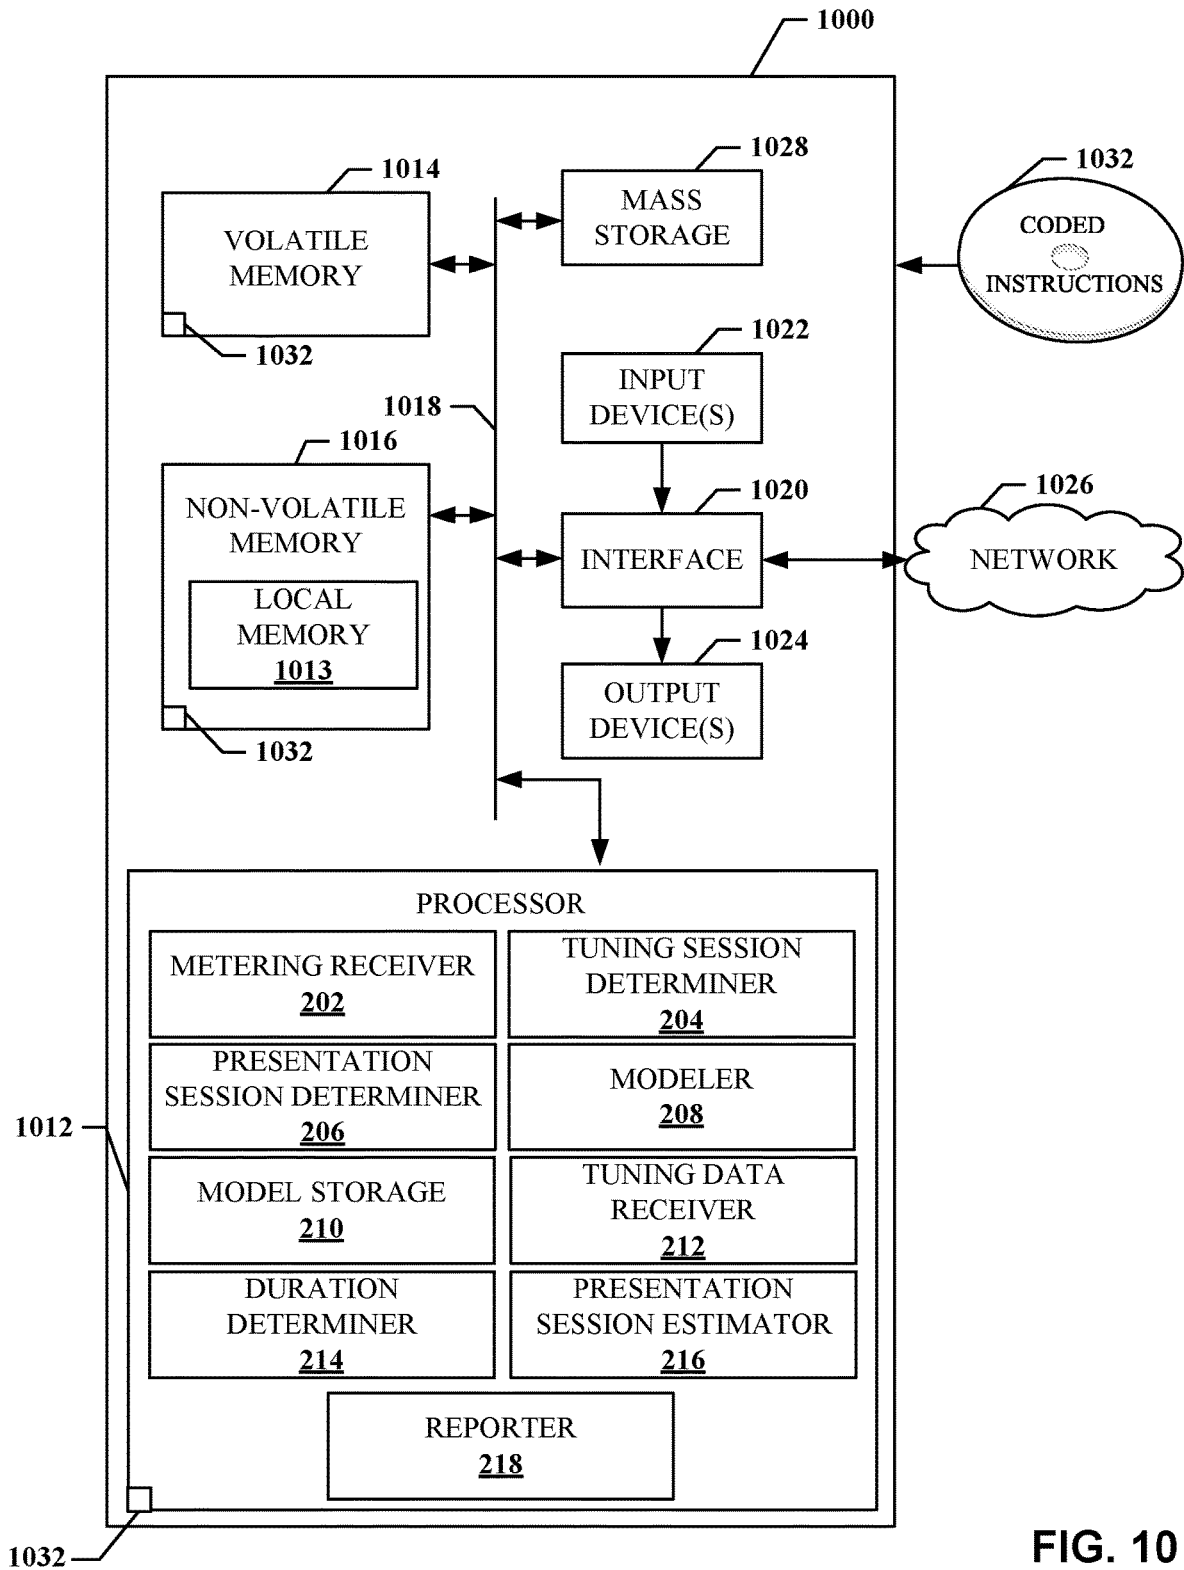 1000
1028
1032
1014
MASS
STORAGE
CODED
INSTRUCTIONS
VOLATILE
MEMORY
1032
1022
INPUT
DEVICE(S)
1018
1016
1020
1026
NON-VOLATILE
MEMORY
INTERFACE
NETWORK
LOCAL
MEMORY
1013
1024
OUTPUT
DEVICE(S)
1032
PROCESSOR
METERING RECEIVER
202
TUNING SESSION
DETERMINER
204
PRESENTATION
SESSION DETERMINER
206
MODELER
208
1012
MODEL STORAGE
210
TUNING DATA
RECEIVER
212
DURATION
DETERMINER
214
PRESENTATION
SESSION ESTIMATOR
216
REPORTER
218
1032
FIG. 10